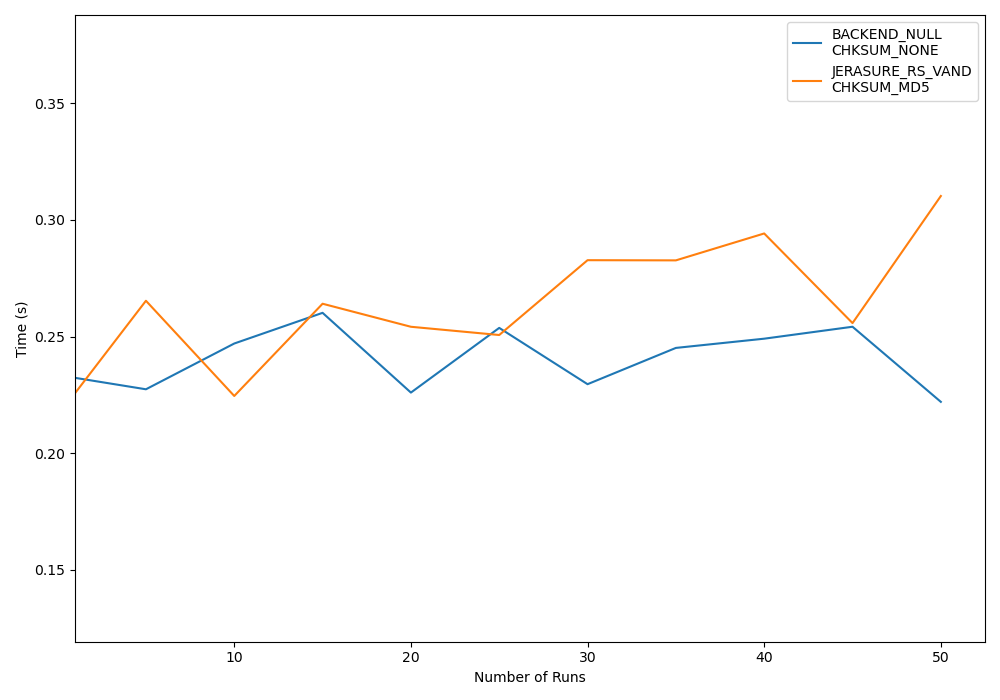 BACKEND_NULL
CHKSUM_NONE
JERASURE_RS_VAND
CHKSUM_MD5
0.35
0.30
0.25
0.20
0.15
Time (s)
10 20 30 40 50
Number of Runs